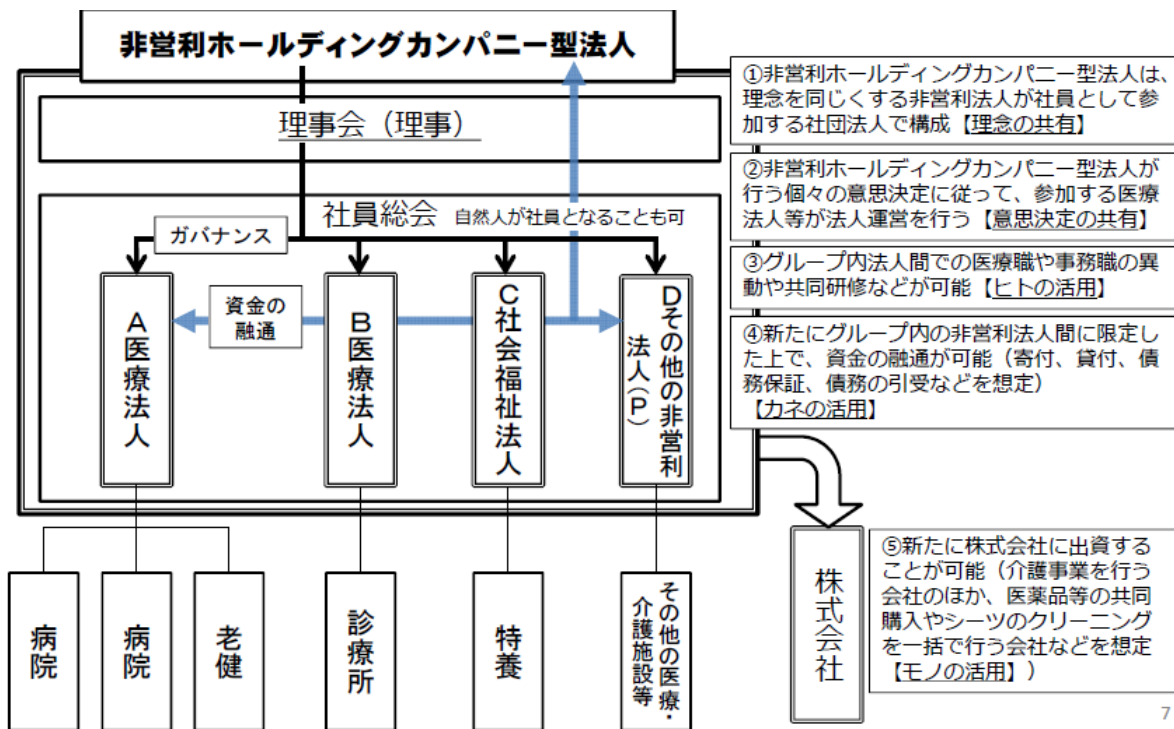 非営利ホールディングカンパニー型法人
理事会（理事）
社員総会 自然人が社員となることも可
ガバナンス
資金の
融通
A医療法人
B医療法人
C社会福祉法人
Dその他の非営利
法人(P)
病院
病院
老健
診療所
特養
その他の医療・
介護施設等
①非営利ホールディングカンパニー型法人は、
理念を同じくする非営利法人が社員として参
加する社団法人で構成【理念の共有】
②非営利ホールディングカンパニー型法人が
行う個々の意思決定に従って、参加する医療
法人等が法人運営を行う【意思決定の共有】
③グループ内法人間での医療職や事務職の異
動や共同研修などが可能【ヒトの活用】
④新たにグループ内の非営利法人間に限定し
た上で、資金の融通が可能（寄付、貸付、債
務保証、債務の引受などを想定）
【カネの活用】
株式会社
⑤新たに株式会社に出資する
ことが可能（介護事業を行う
会社のほか、医薬品等の共同
購入やシーツのクリーニング
を一括で行う会社などを想定
【モノの活用】）
7